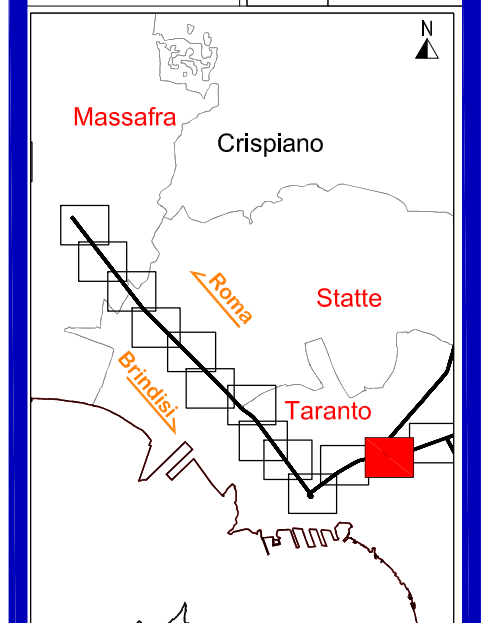 N
Massafra
Crispiano
Roma
Statte
Brindisi
Taranto